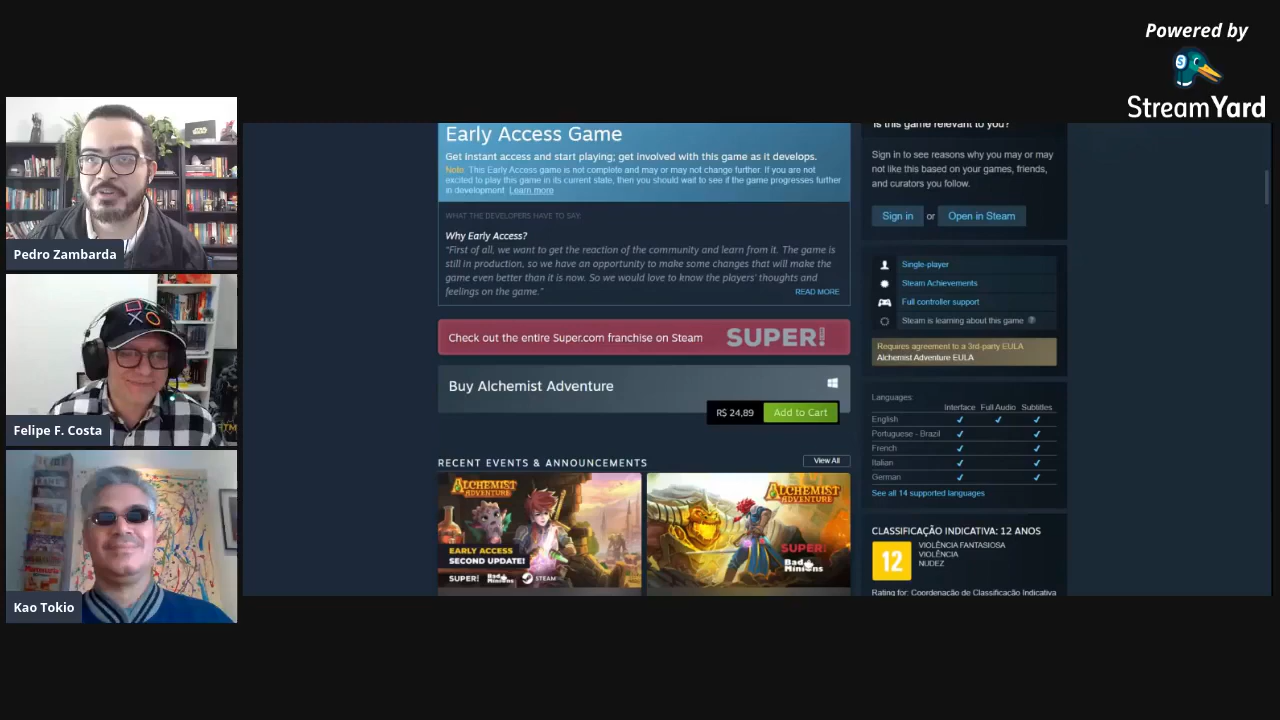 Powered by
StreamYard
Pedro Zambarda
Felipe F. Costa
Kao Tokio
Early Access Game
Get instant access and start playing; get involved with this game as it develops.
Note: This Early Access game is not complete and may or may not change further. If you are not
excited to play this game in its current state, then you should wait to see if the game progresses further
in development. Learn more
WHAT THE DEVELOPERS HAVE TO SAY:
Why Early Access?
“First of all, we want to get the reaction of the community and learn from it. The game is
still in production, so we have an opportunity to make some changes that will make the
game even better than it is now. So we would love to know the players’ thoughts and
feelings on the game.”
READ MORE
Check out the entire Super.com franchise on Steam
SUPER!
Buy Alchemist Adventure
R$ 24,89
Add to Cart
RECENT EVENTS & ANNOUNCEMENTS
View All
ALCHEMIST
ADVENTURE
EARLY ACCESS
SECOND UPDATE!
SUPER! Bad Minions STEAM
ALCHEMIST
ADVENTURE
SUPER!
Bad
Minions
Is this game relevant to you?
Sign in to see reasons why you may or may
not like this based on your games, friends,
and curators you follow.
Sign in or Open in Steam
Single-player
Steam Achievements
Full controller support
Steam is learning about this game ?
Requires agreement to a 3rd-party EULA
Alchemist Adventure EULA
Languages:
Interface Full Audio Subtitles
English ✔ ✔ ✔
Portuguese - Brazil ✔ ✔
French ✔ ✔
Italian ✔ ✔
German ✔ ✔
See all 14 supported languages
CLASSIFICAÇÃO INDICATIVA: 12 ANOS
12
VIOLÊNCIA FANTASIOSA
VIOLÊNCIA
NUDEZ
Rating for: Coordenação de Classificação Indicativa